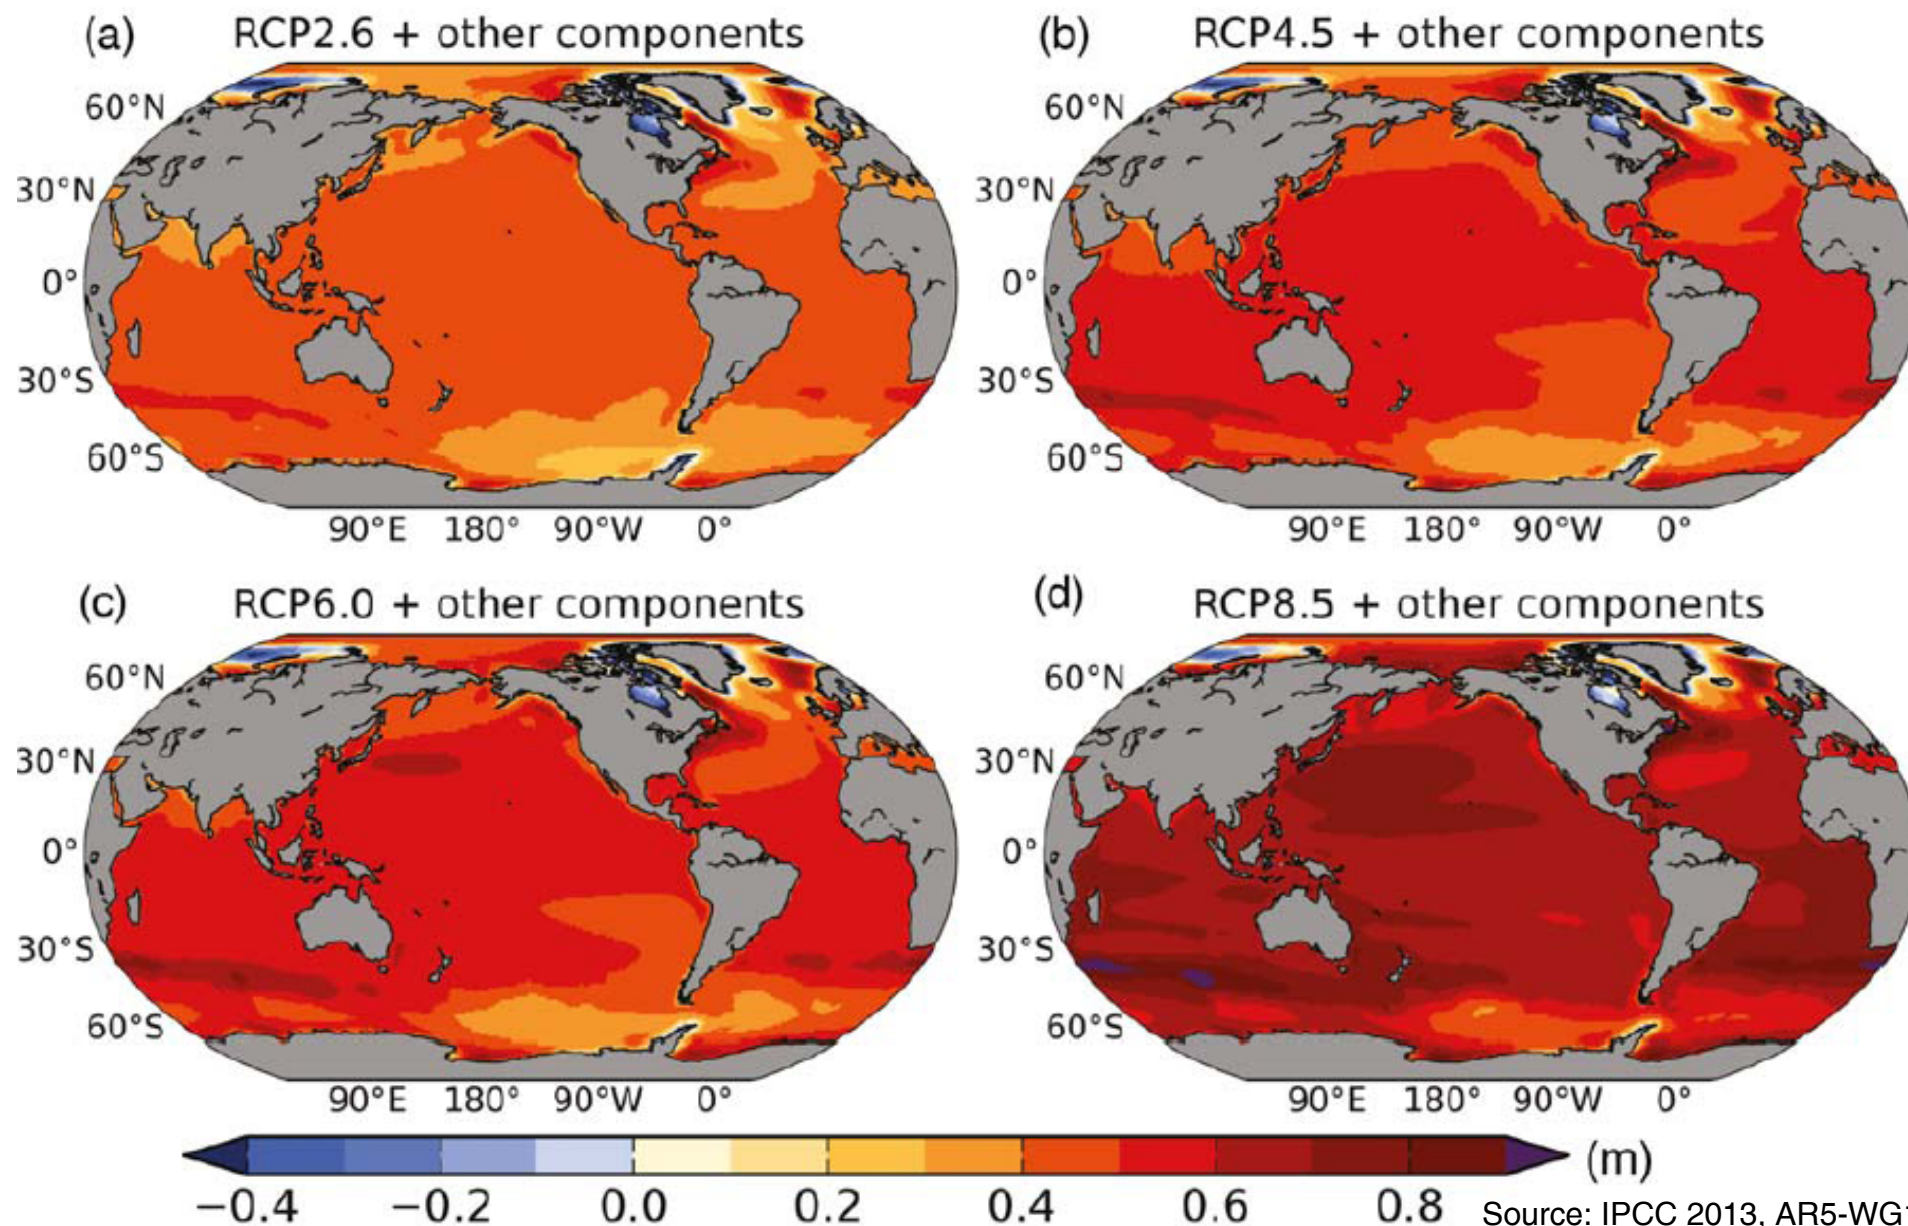 (a) RCP2.6 + other components
60°N
30°N
0°
30°S
60°S
90°E 180° 90°W 0°
(b) RCP4.5 + other components
60°N
30°N
0°
30°S
60°S
90°E 180° 90°W 0°
(c) RCP6.0 + other components
60°N
30°N
0°
30°S
60°S
90°E 180° 90°W 0°
(d) RCP8.5 + other components
60°N
30°N
0°
30°S
60°S
90°E 180° 90°W 0°
(m)
−0.4 −0.2 0.0 0.2 0.4 0.6 0.8
Source: IPCC 2013, AR5-WG1